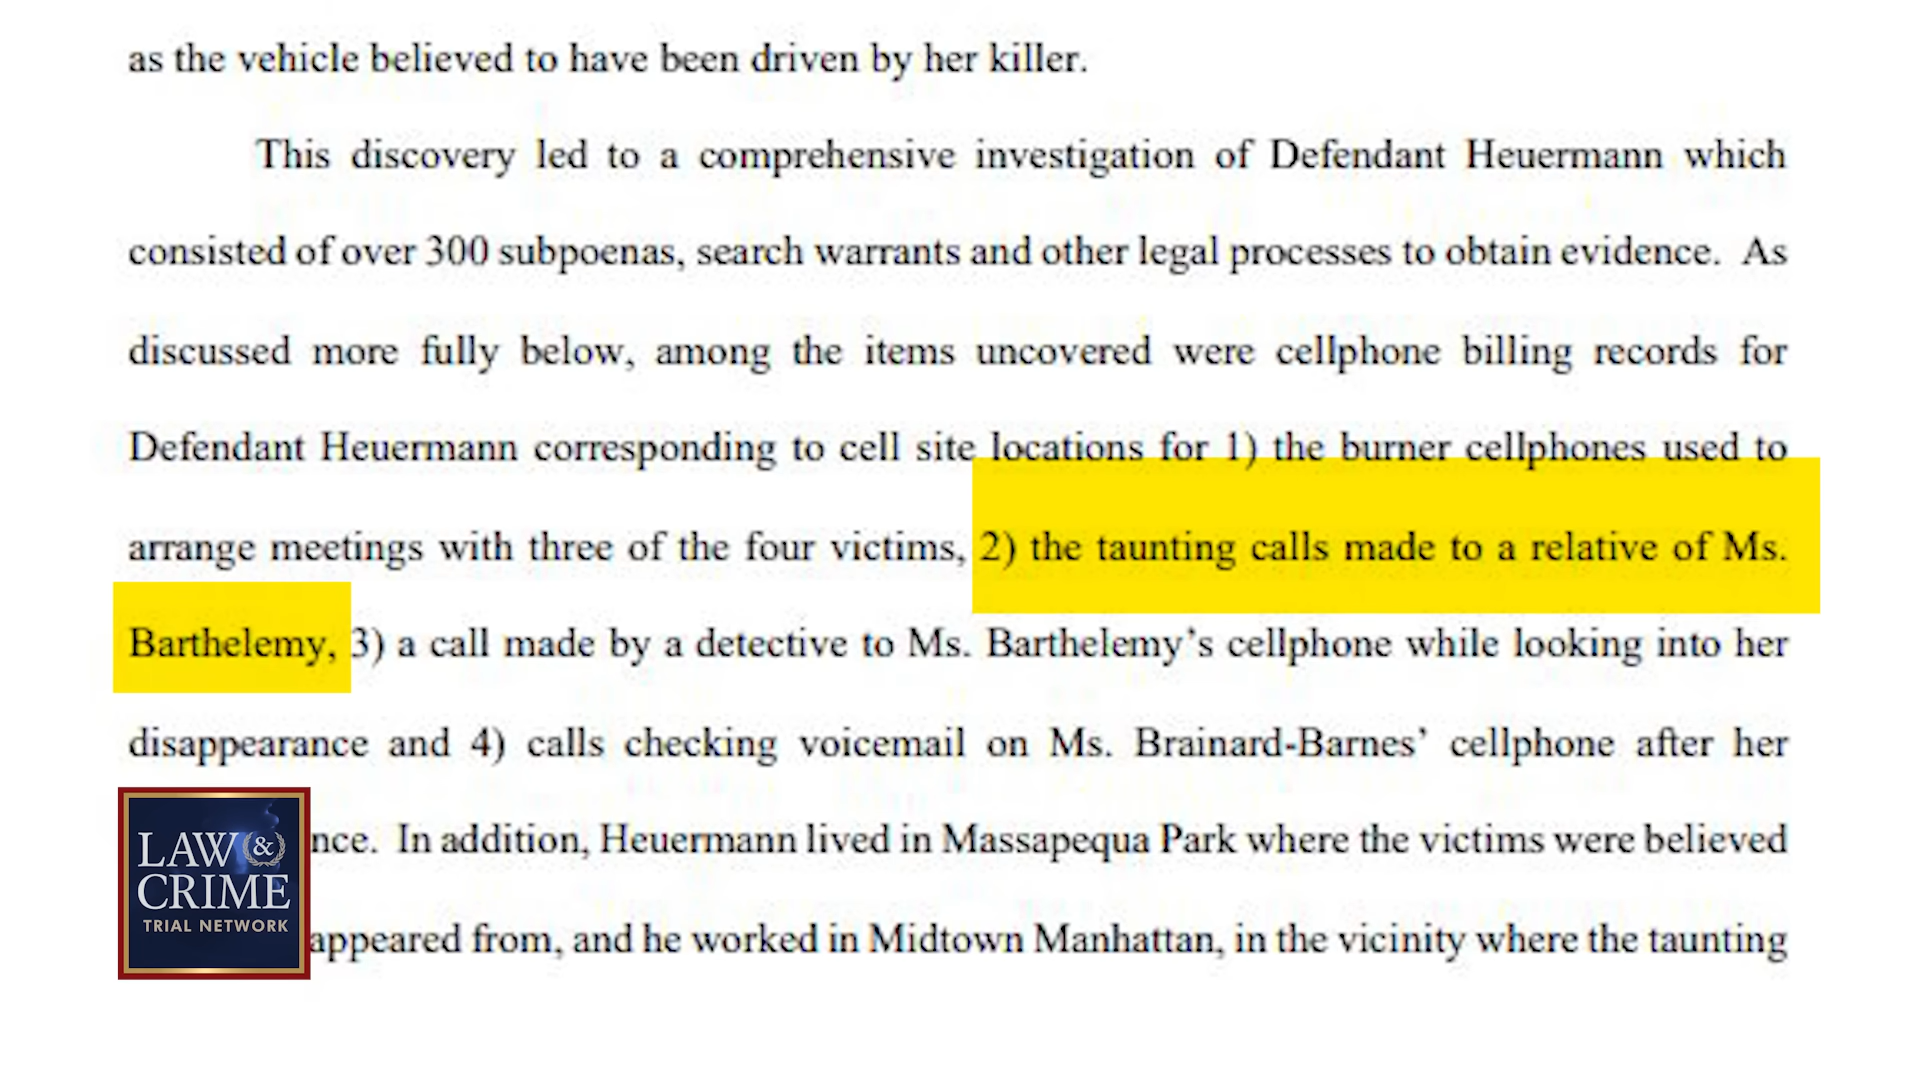 as the vehicle believed to have been driven by her killer.
This discovery led to a comprehensive investigation of Defendant Heuermann which
consisted of over 300 subpoenas, search warrants and other legal processes to obtain evidence. As
discussed more fully below, among the items uncovered were cellphone billing records for
Defendant Heuermann corresponding to cell site locations for 1) the burner cellphones used to
arrange meetings with three of the four victims, 2) the taunting calls made to a relative of Ms.
Barthelemy, 3) a call made by a detective to Ms. Barthelemy’s cellphone while looking into her
disappearance and 4) calls checking voicemail on Ms. Brainard-Barnes’ cellphone after her
nce. In addition, Heuermann lived in Massapequa Park where the victims were believed
appeared from, and he worked in Midtown Manhattan, in the vicinity where the taunting
LAW &
CRIME
TRIAL NETWORK